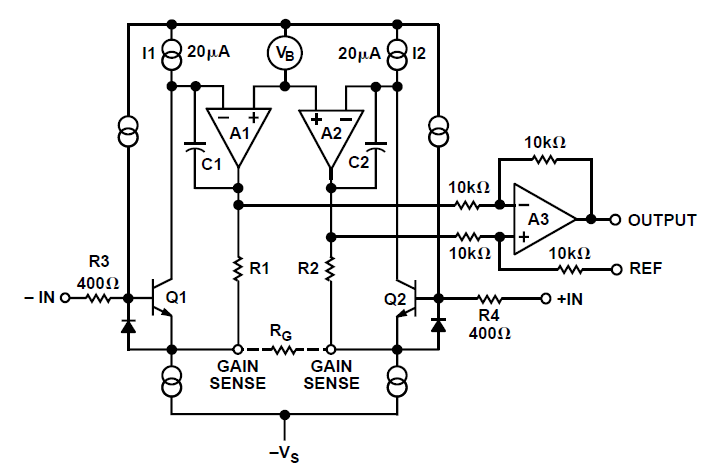 I1
20μA
VB
20μA
I2
− +
A1
+ −
A2
C1
C2
10kΩ
10kΩ
−
A3
+
OUTPUT
10kΩ
10kΩ
REF
R3
400Ω
R1
R2
− IN
Q1
Q2
+IN
R4
400Ω
RG
GAIN
SENSE
GAIN
SENSE
−VS